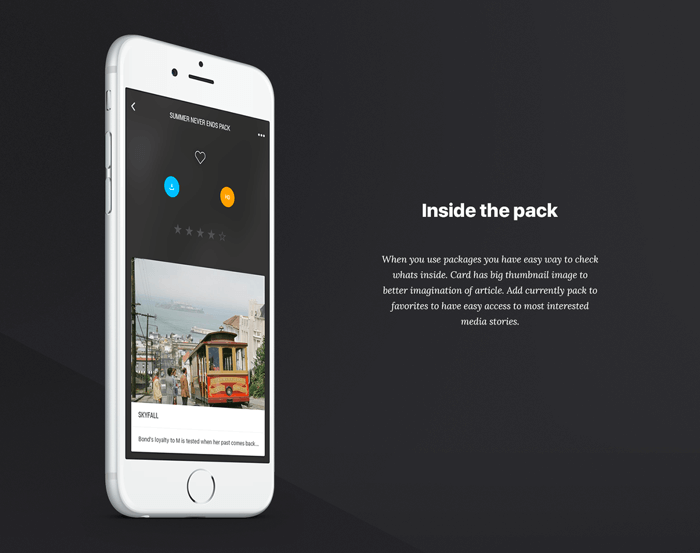 SUMMER NEVER ENDS PACK
Inside the pack
When you use packages you have easy way to check
whats inside. Card has big thumbnail image to
better imagination of article. Add currently pack to
favorites to have easy access to most interested
media stories.
SKYFALL
Bond's loyalty to M is tested when her past comes back...